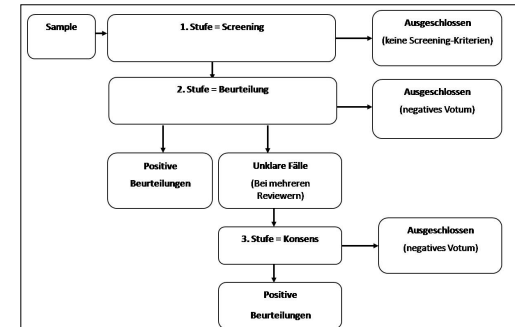 Sample
1. Stufe = Screening
Ausgeschlossen
(keine Screening-Kriterien)
2. Stufe = Beurteilung
Ausgeschlossen
(negatives Votum)
Positive
Beurteilungen
Unklare Fälle
(Bei mehreren
Reviewern)
3. Stufe = Konsens
Ausgeschlossen
(negatives Votum)
Positive
Beurteilungen